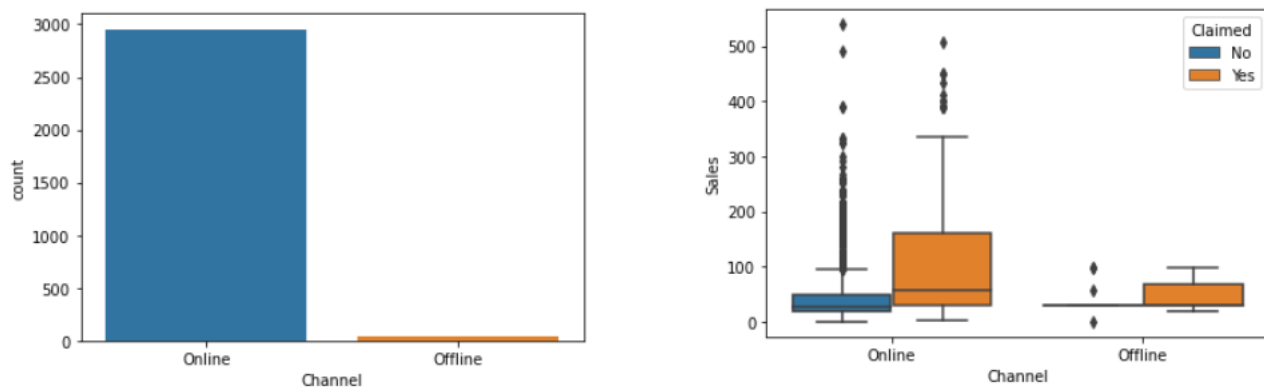 3000
2500
2000
1500
1000
500
0
count
Online
Offline
Channel
500
400
300
200
100
0
Sales
Claimed
No
Yes
Online
Offline
Channel